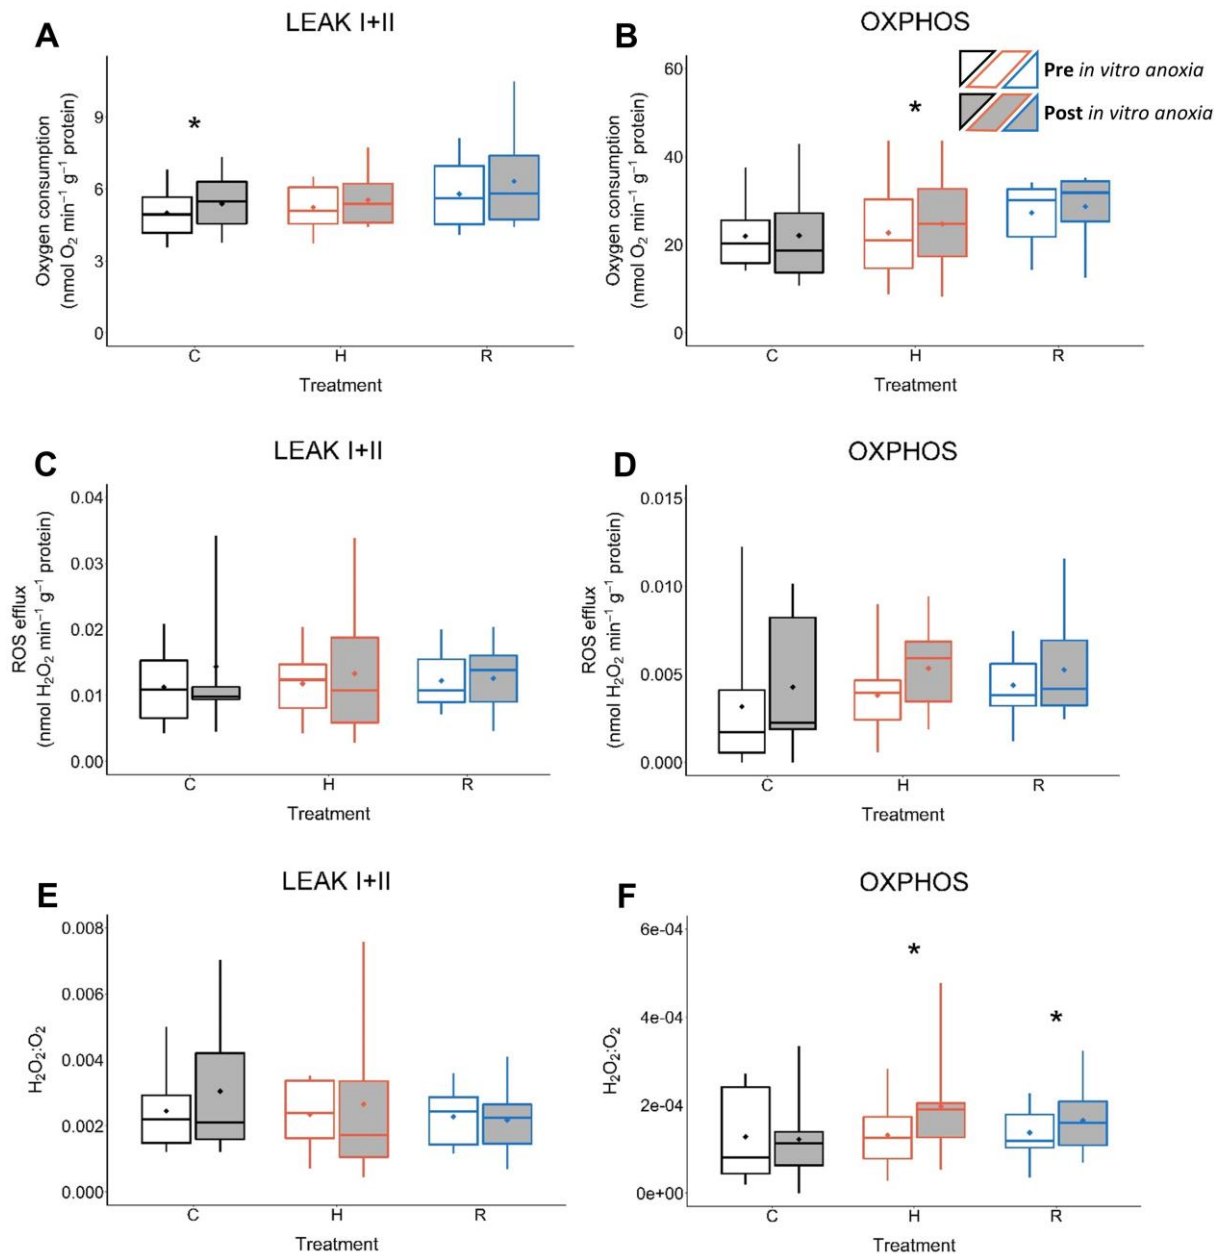 A
LEAK I+II
Oxygen consumption
(nmol O₂ min⁻¹ g⁻¹ protein)
9
6
3
0
*
C H R
Treatment
B
OXPHOS
Pre in vitro anoxia
Post in vitro anoxia
Oxygen consumption
(nmol O₂ min⁻¹ g⁻¹ protein)
60
40
20
0
*
C H R
Treatment
C
LEAK I+II
ROS efflux
(nmol H₂O₂ min⁻¹ g⁻¹ protein)
0.04
0.03
0.02
0.01
0.00
C H R
Treatment
D
OXPHOS
ROS efflux
(nmol H₂O₂ min⁻¹ g⁻¹ protein)
0.015
0.010
0.005
0.000
C H R
Treatment
E
LEAK I+II
H₂O₂:O₂
0.008
0.006
0.004
0.002
0.000
C H R
Treatment
F
OXPHOS
H₂O₂:O₂
6e-04
4e-04
2e-04
0e+00
*
*
C H R
Treatment